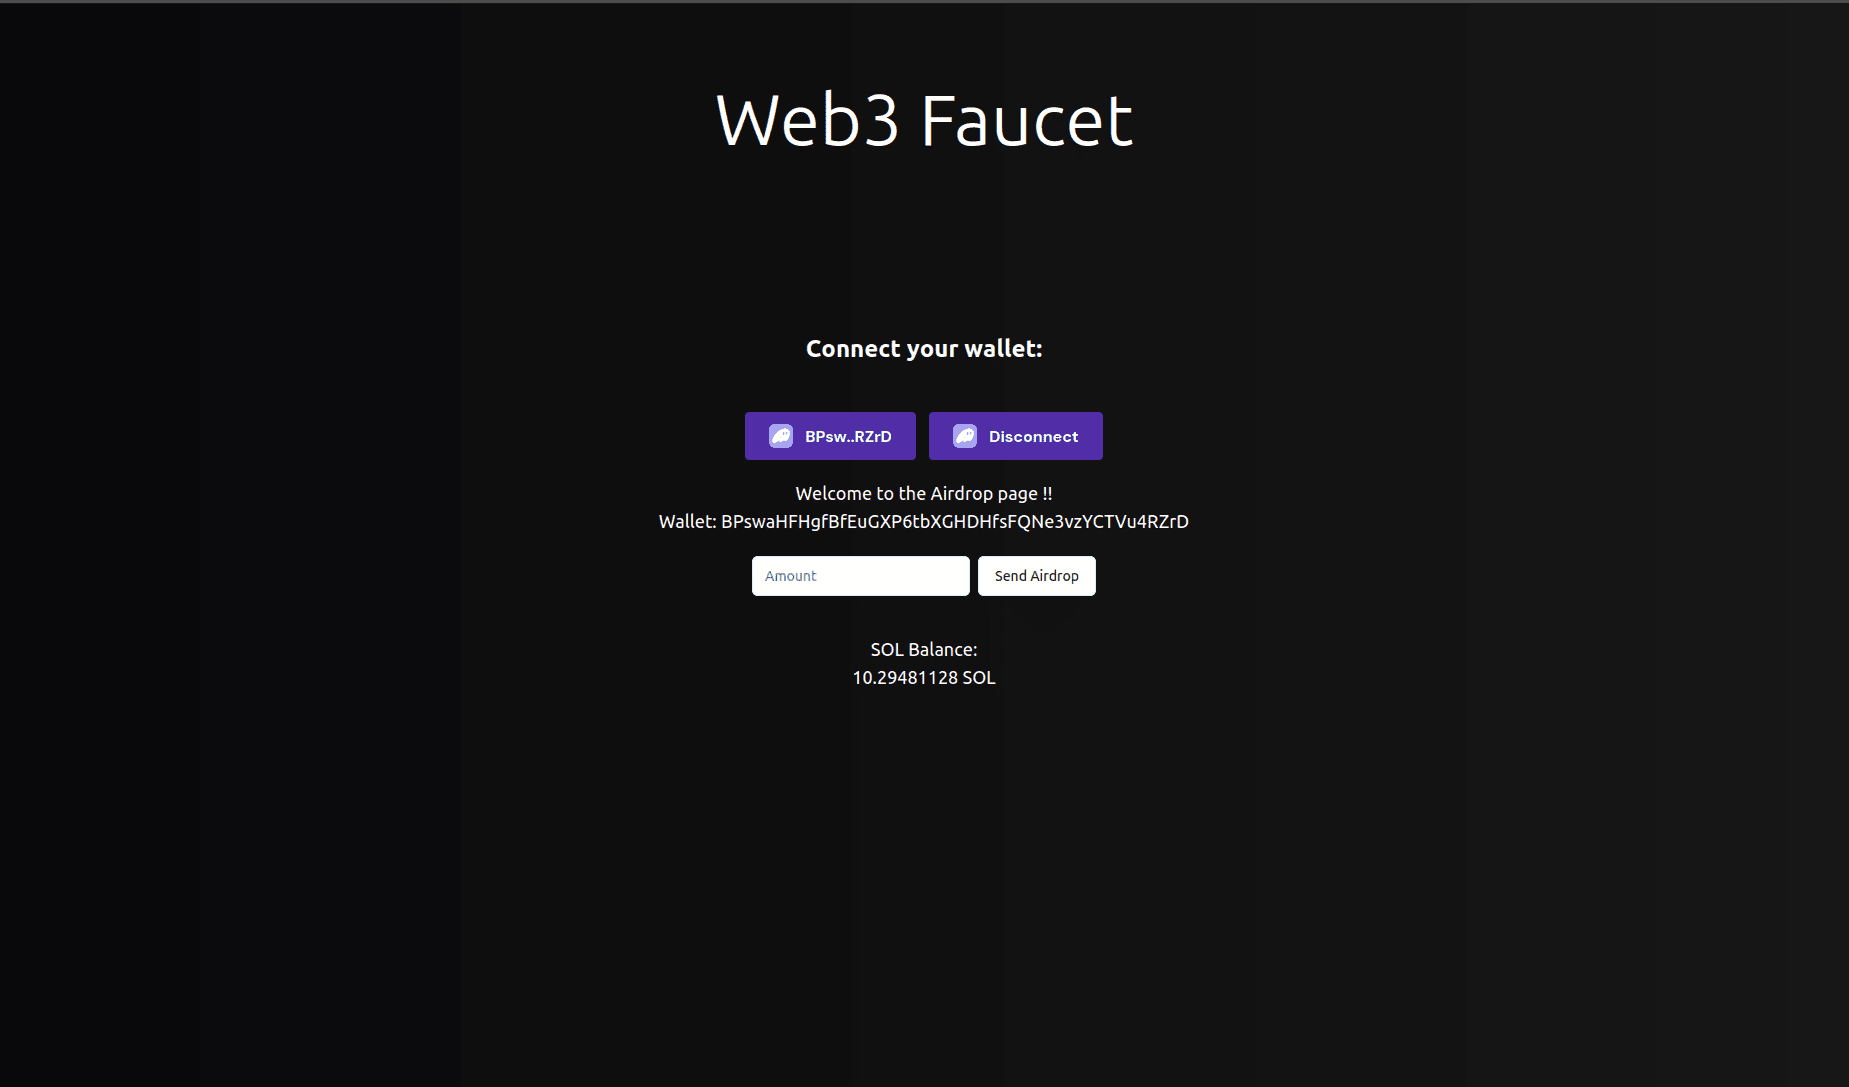 Web3 Faucet
Connect your wallet:
BPsw..RZrD
Disconnect
Welcome to the Airdrop page !!
Wallet: BPswaHFHgfBfEuGXP6tbXGHDHfsFQNe3vzYCTVu4RZrD
Amount
Send Airdrop
SOL Balance:
10.29481128 SOL